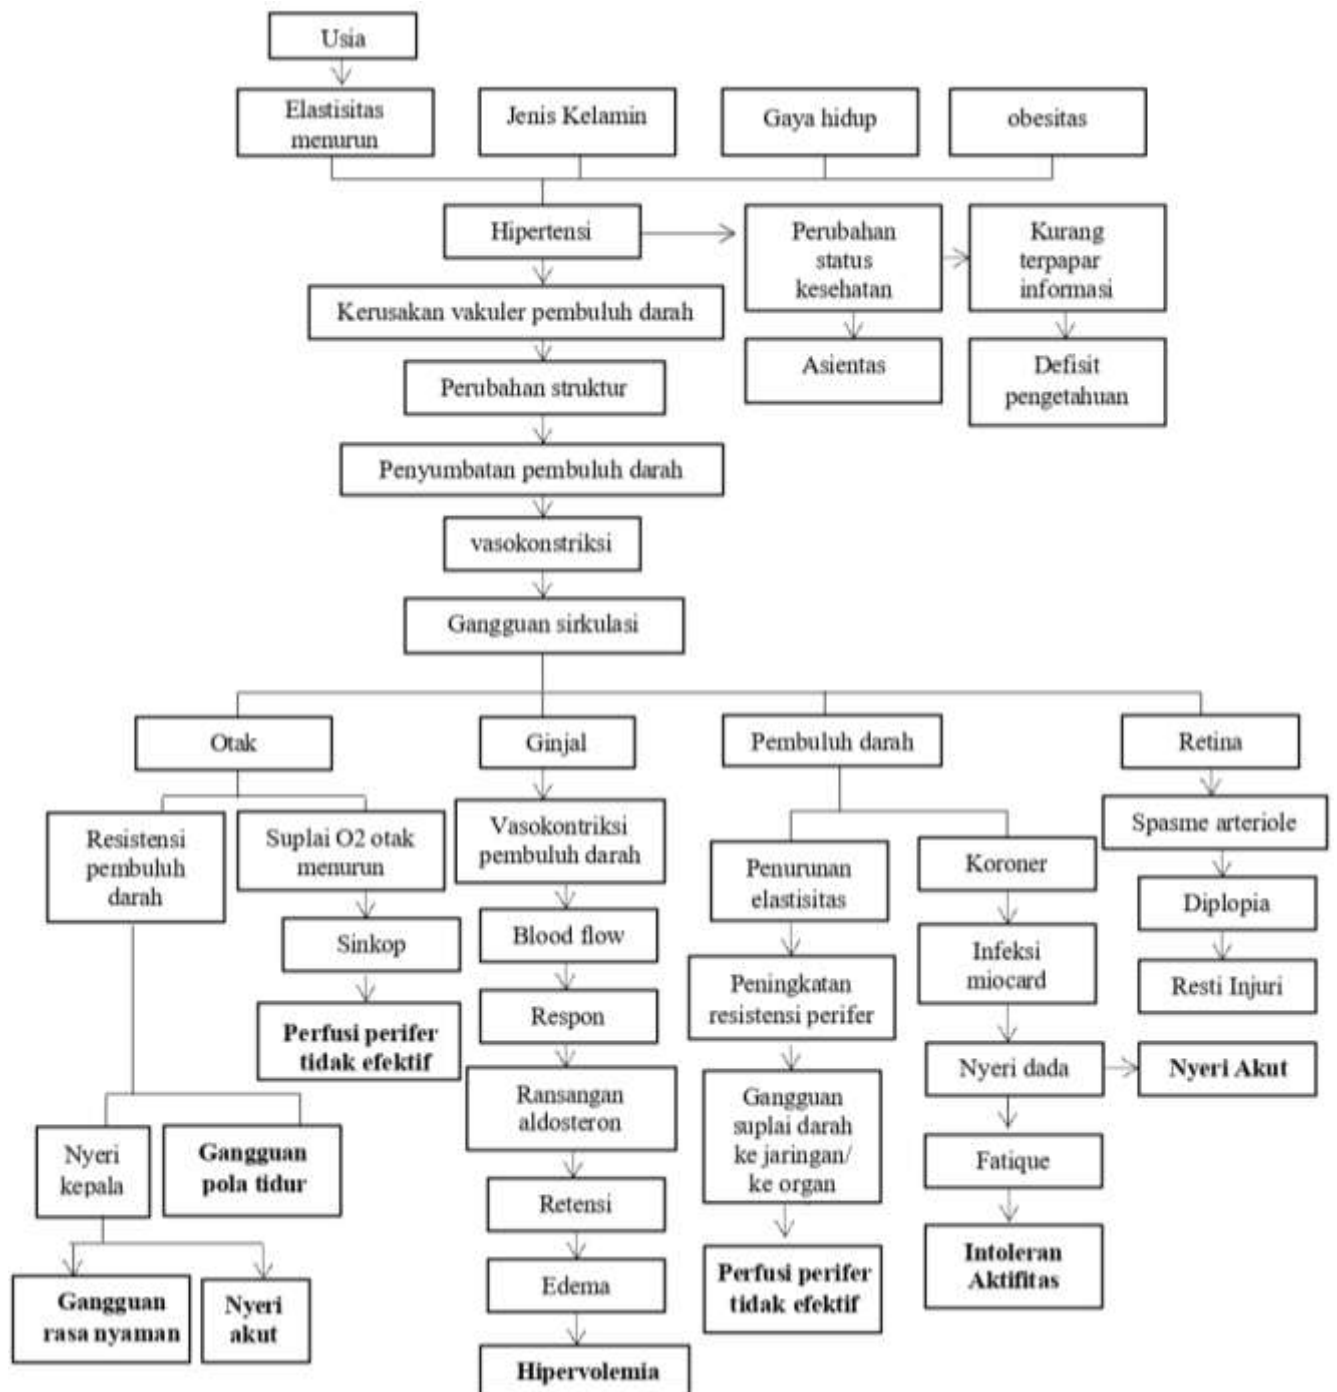 Usia
Elastisitas
menurun
Jenis Kelamin
Gaya hidup
obesitas
Hipertensi
Perubahan
status
kesehatan
Kurang
terpapar
informasi
Kerusakan vakuler pembuluh darah
Asientas
Defisit
pengetahuan
Perubahan struktur
Penyumbatan pembuluh darah
vasokonstriksi
Gangguan sirkulasi
Otak
Ginjal
Pembuluh darah
Retina
Resistensi
pembuluh
darah
Suplai O2 otak
menurun
Vasokontriksi
pembuluh darah
Penurunan
elastisitas
Koroner
Spasme arteriole
Diplopia
Sinkop
Blood flow
Infeksi
miocard
Resti Injuri
Peningkatan
resistensi perifer
Perfusi perifer
tidak efektif
Respon
Nyeri dada
Nyeri Akut
Ransangan
aldosteron
Gangguan
suplai darah
ke jaringan/
ke organ
Nyeri
kepala
Gangguan
pola tidur
Fatique
Retensi
Intoleran
Aktifitas
Edema
Perfusi perifer
tidak efektif
Gangguan
rasa nyaman
Nyeri
akut
Hipervolemia